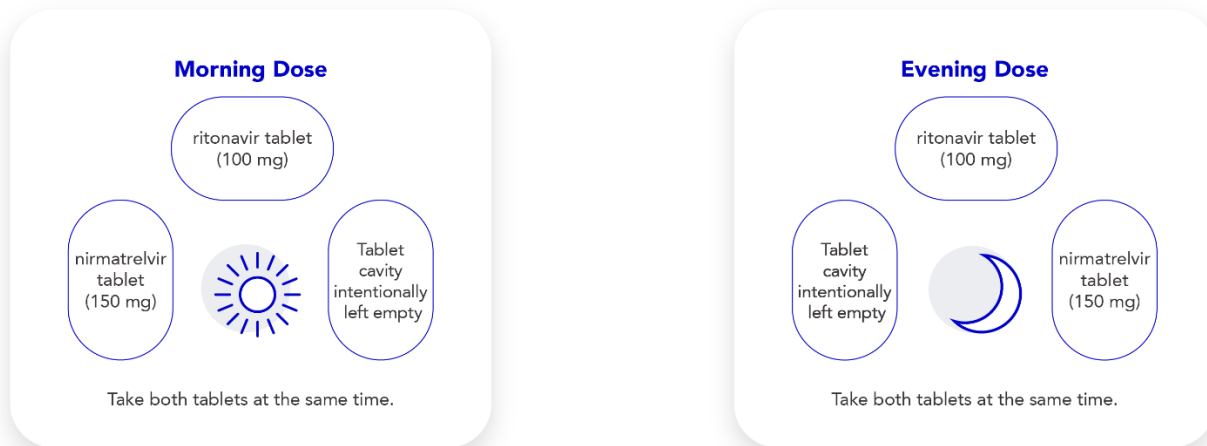 Morning Dose
ritonavir tablet
(100 mg)
nirmatrelvir
tablet
(150 mg)
Tablet
cavity
intentionally
left empty
Take both tablets at the same time.
Evening Dose
ritonavir tablet
(100 mg)
Tablet
cavity
intentionally
left empty
nirmatrelvir
tablet
(150 mg)
Take both tablets at the same time.